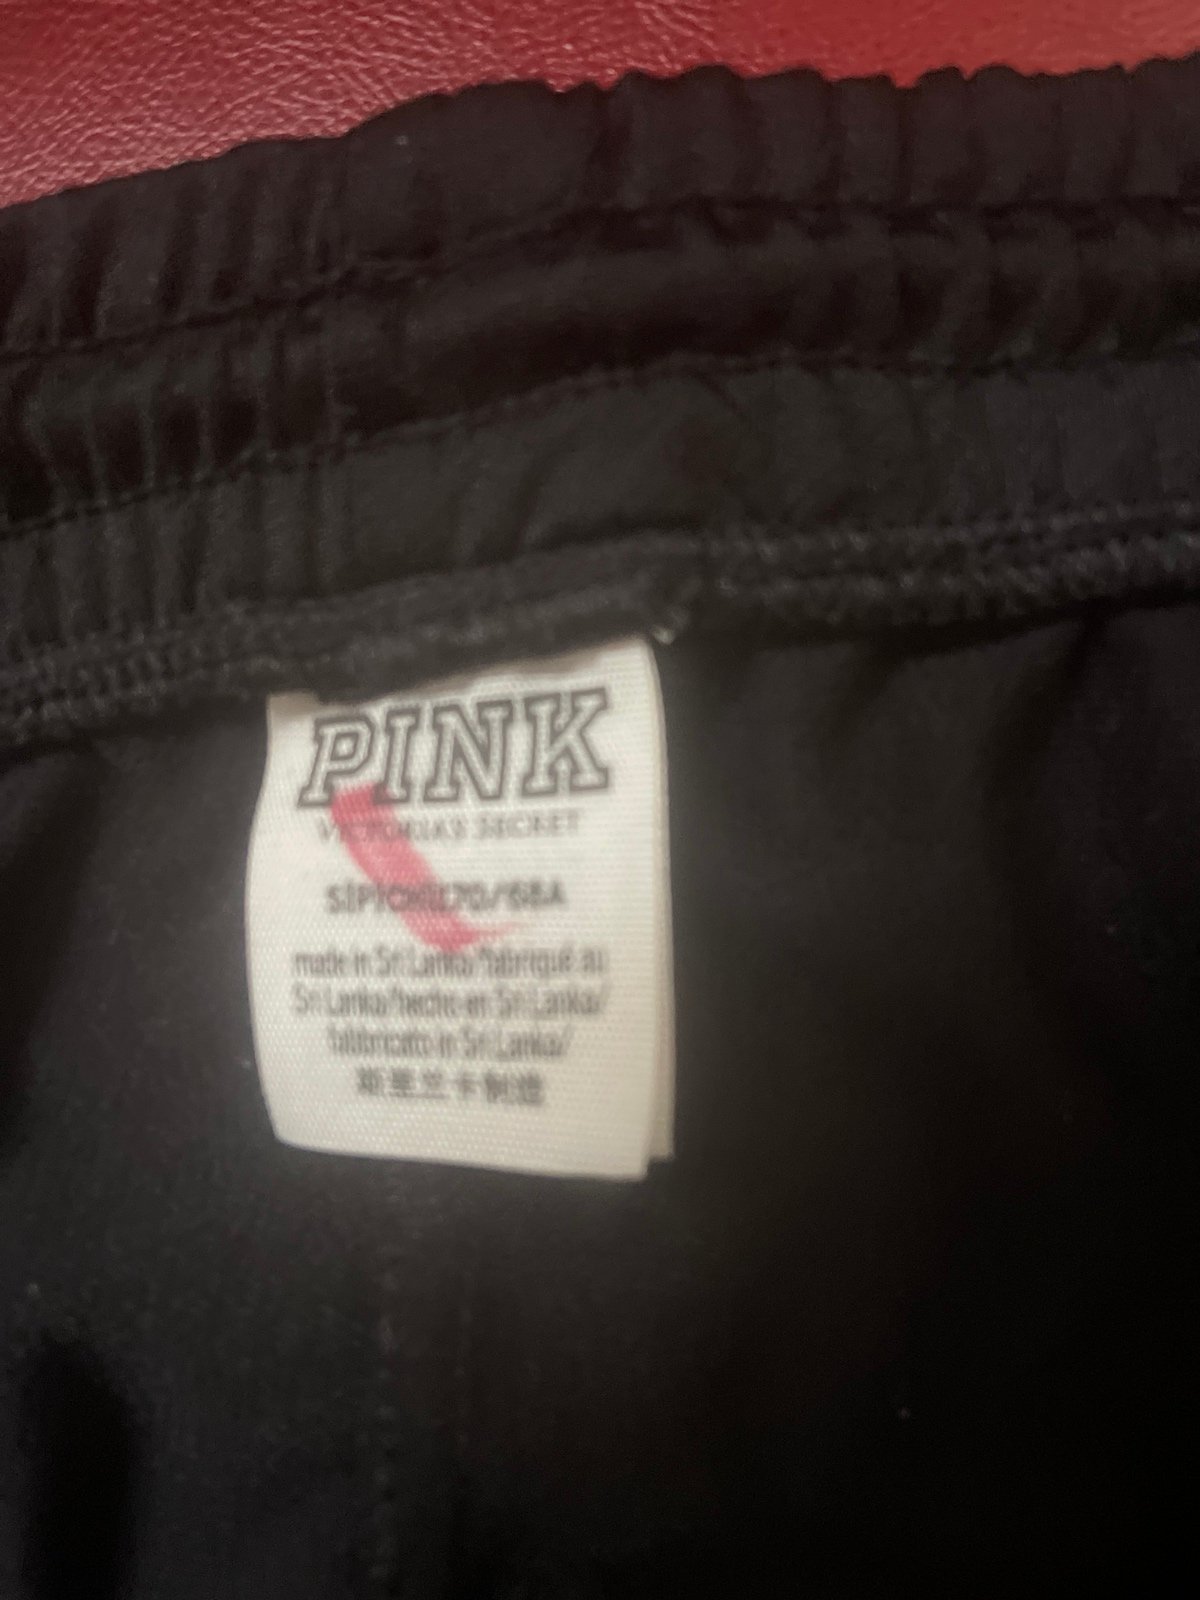 PINK
VICTORIA'S SECRET
S|P|CH|170/68A
made in Sri Lanka/fabriqué au
Sri Lanka/hecho en Sri Lanka/
fabbricato in Sri Lanka/
斯里兰卡制造